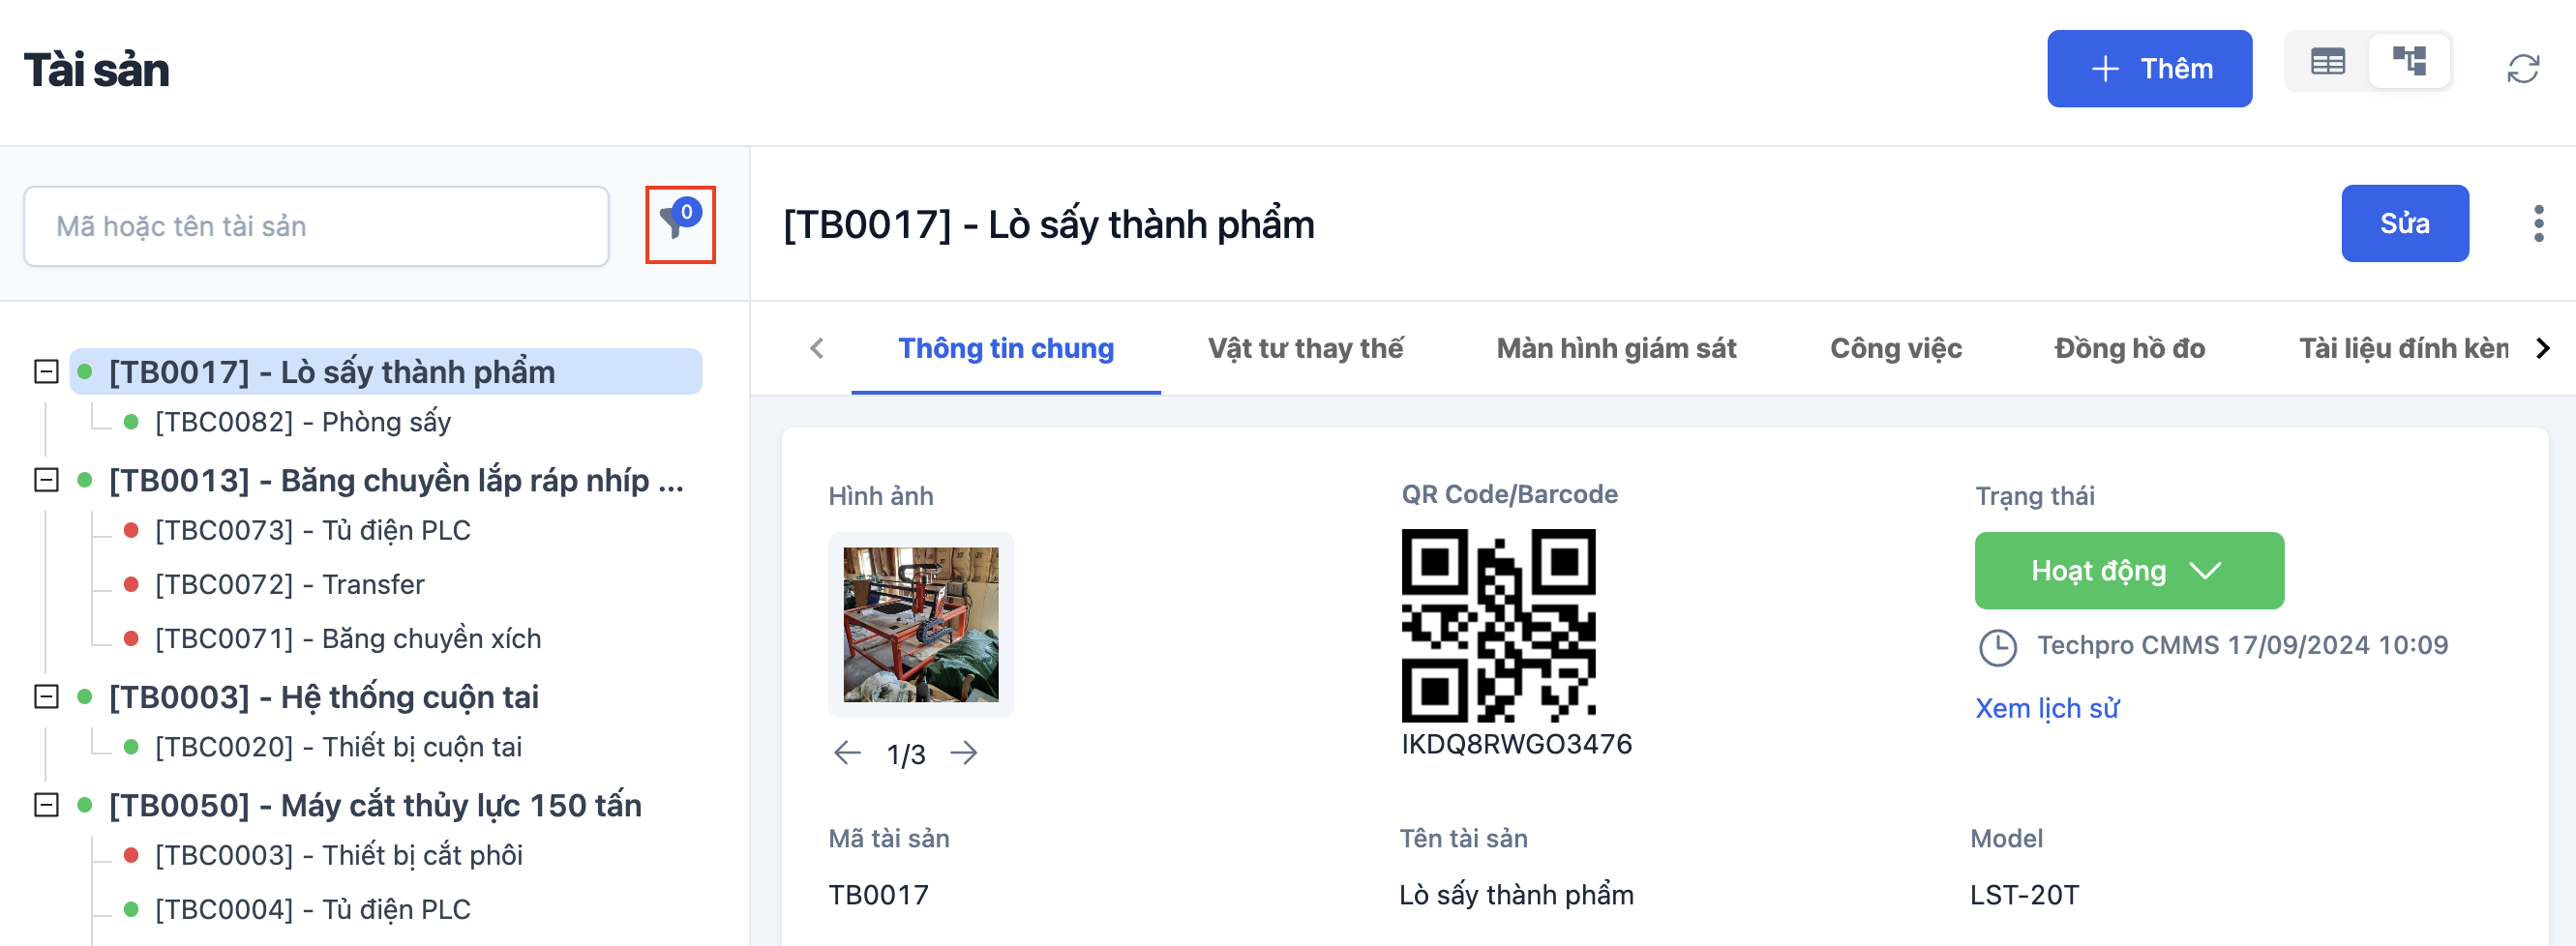 Tài sản
Thêm
Mã hoặc tên tài sản
0
[TB0017] - Lò sấy thành phẩm
Sửa
[TB0017] - Lò sấy thành phẩm
[TBC0082] - Phòng sấy
[TB0013] - Băng chuyền lắp ráp nhíp ...
[TBC0073] - Tủ điện PLC
[TBC0072] - Transfer
[TBC0071] - Băng chuyền xích
[TB0003] - Hệ thống cuộn tai
[TBC0020] - Thiết bị cuộn tai
[TB0050] - Máy cắt thủy lực 150 tấn
[TBC0003] - Thiết bị cắt phôi
[TBC0004] - Tủ điện PLC
Thông tin chung
Vật tư thay thế
Màn hình giám sát
Công việc
Đồng hồ đo
Tài liệu đính kèn
Hình ảnh
1/3
QR Code/Barcode
IKDQ8RWGO3476
Trạng thái
Hoạt động
Techpro CMMS 17/09/2024 10:09
Xem lịch sử
Mã tài sản
TB0017
Tên tài sản
Lò sấy thành phẩm
Model
LST-20T